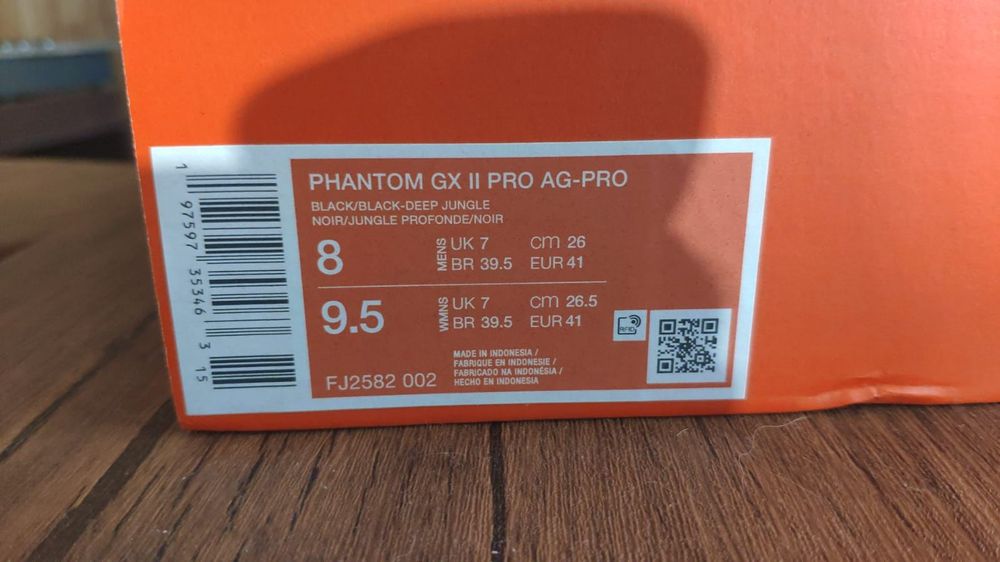 PHANTOM GX II PRO AG-PRO
BLACK/BLACK-DEEP JUNGLE
NOIR/JUNGLE PROFONDE/NOIR
8 MENS UK 7 cm 26
BR 39.5 EUR 41
9.5 WMNS UK 7 cm 26.5
BR 39.5 EUR 41
RFID
MADE IN INDONESIA /
FABRIQUE EN INDONESIE /
FABRICADO NA INDONÉSIA /
HECHO EN INDONESIA
FJ2582 002
1 97597 35346 3 15